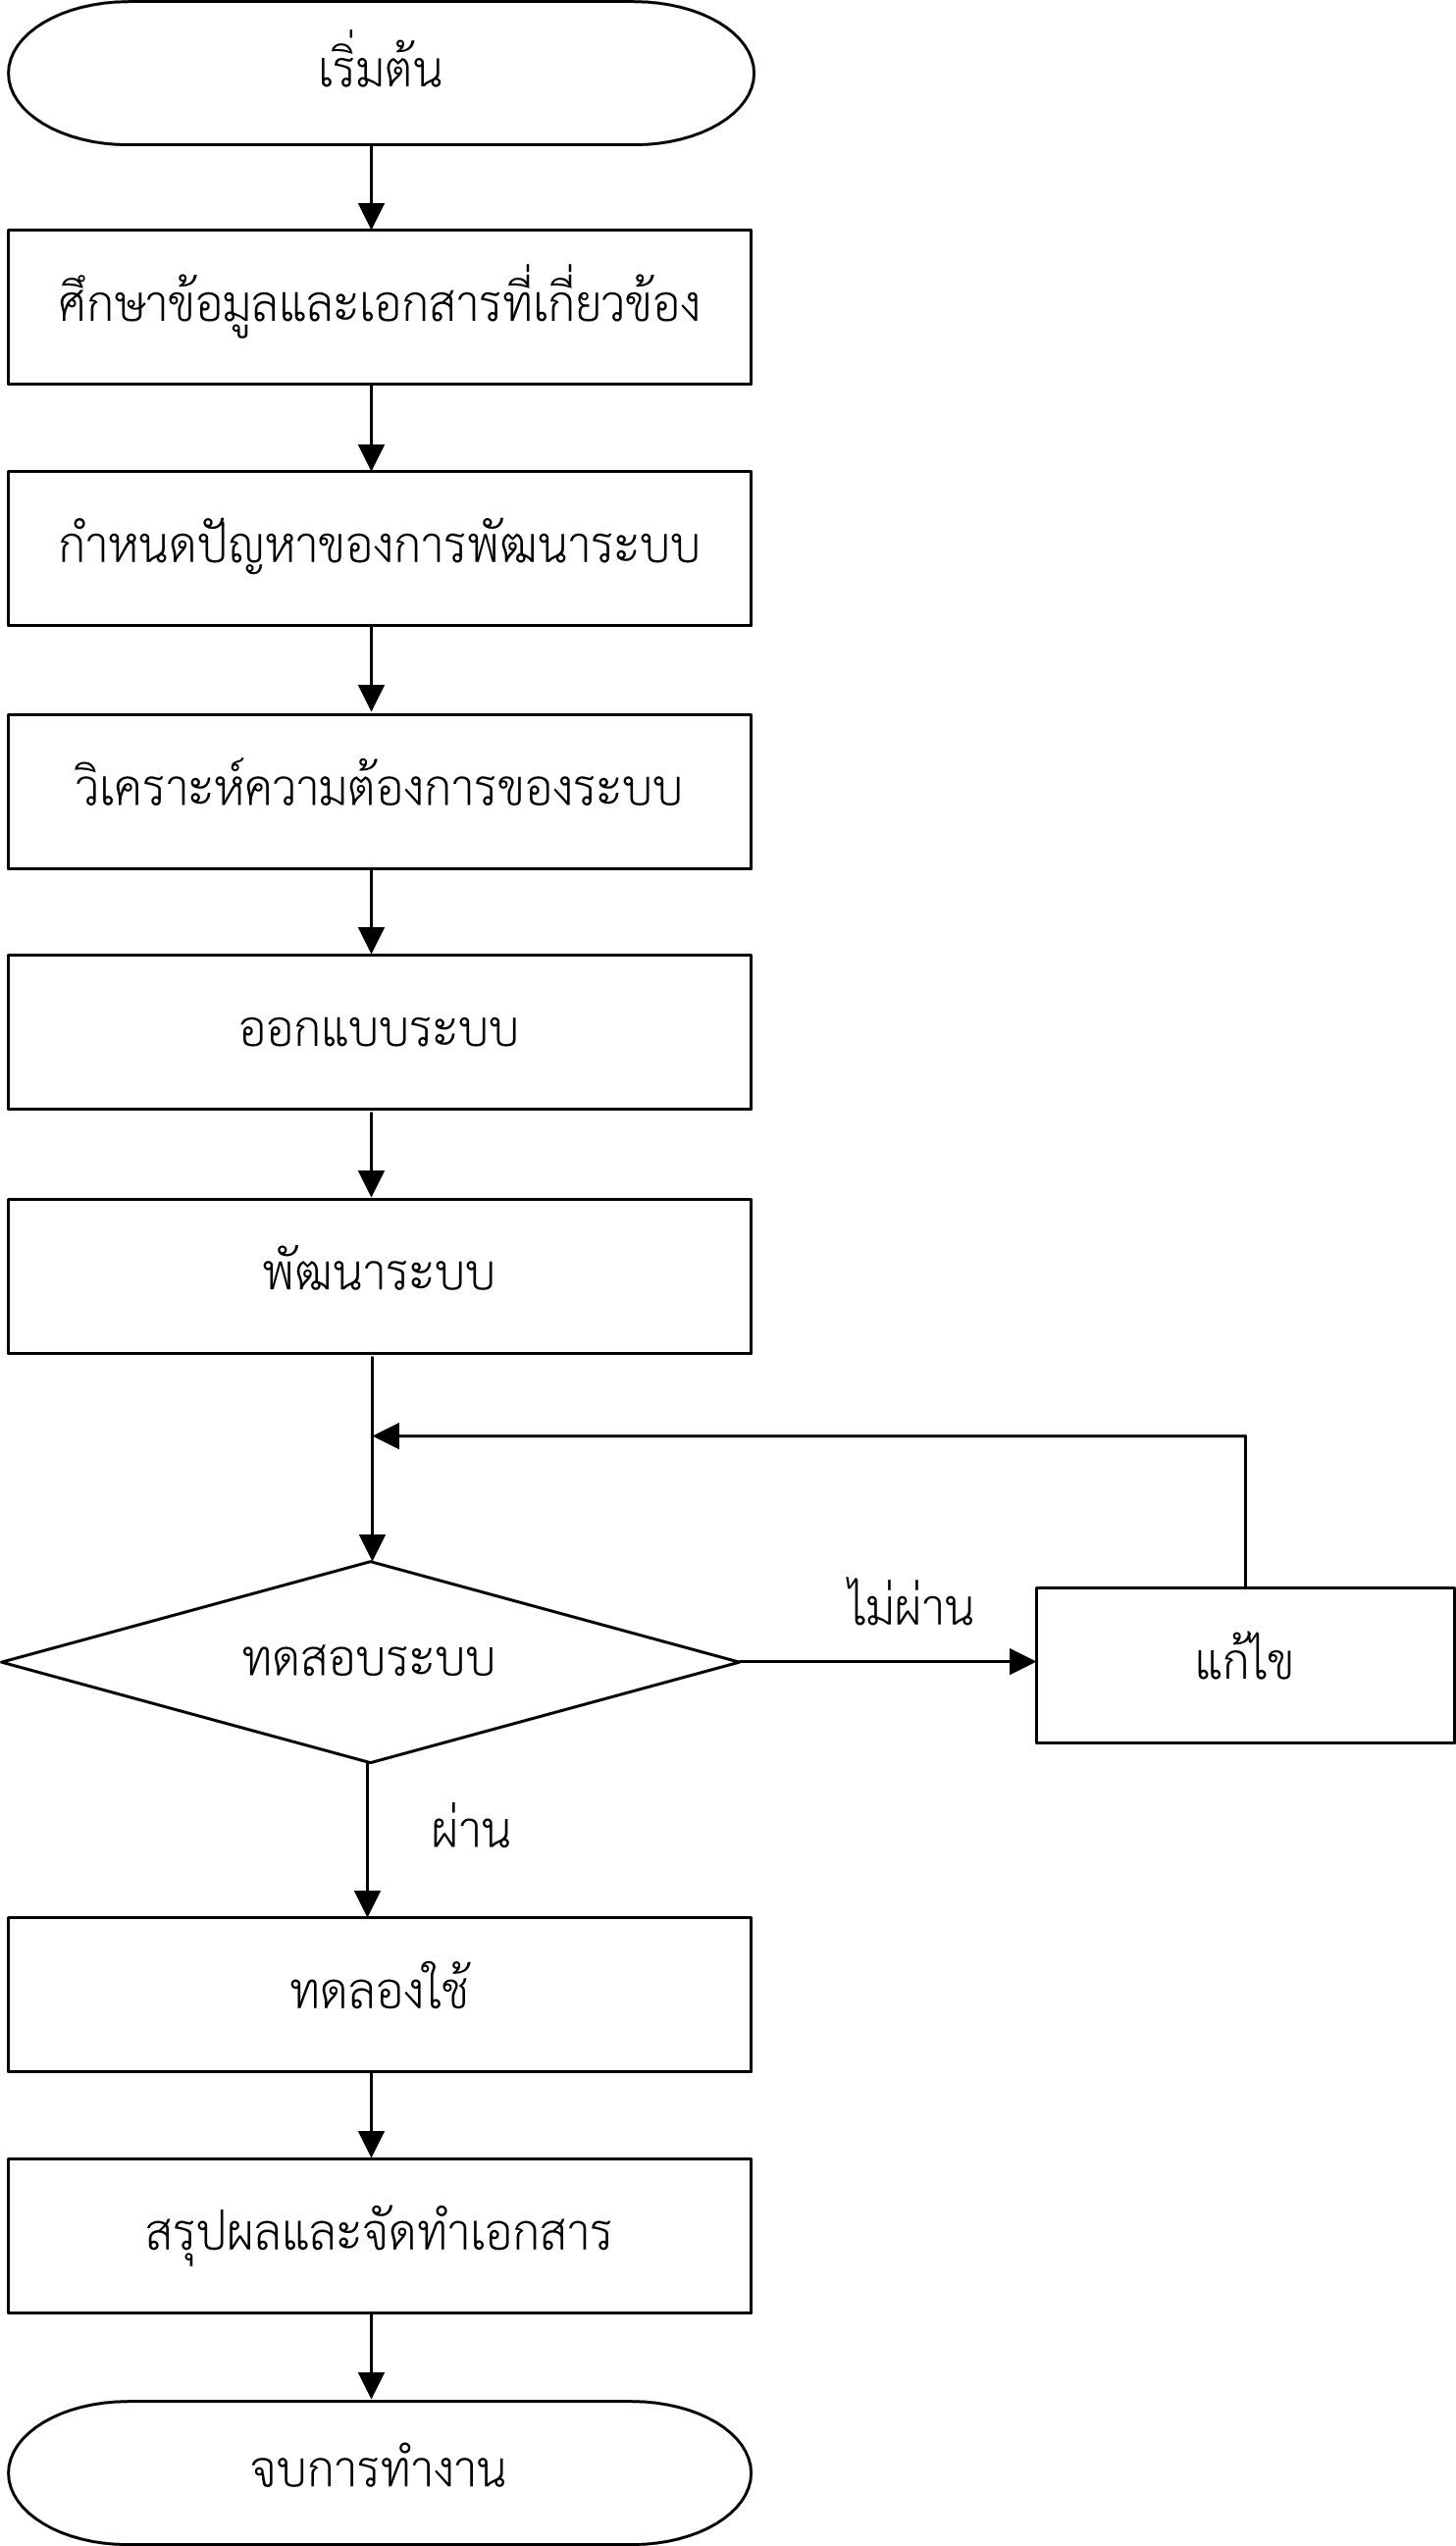 เริ่มต้น
ศึกษาข้อมูลและเอกสารที่เกี่ยวข้อง
กำหนดปัญหาของการพัฒนาระบบ
วิเคราะห์ความต้องการของระบบ
ออกแบบระบบ
พัฒนาระบบ
ทดสอบระบบ
ไม่ผ่าน
แก้ไข
ผ่าน
ทดลองใช้
สรุปผลและจัดทำเอกสาร
จบการทำงาน